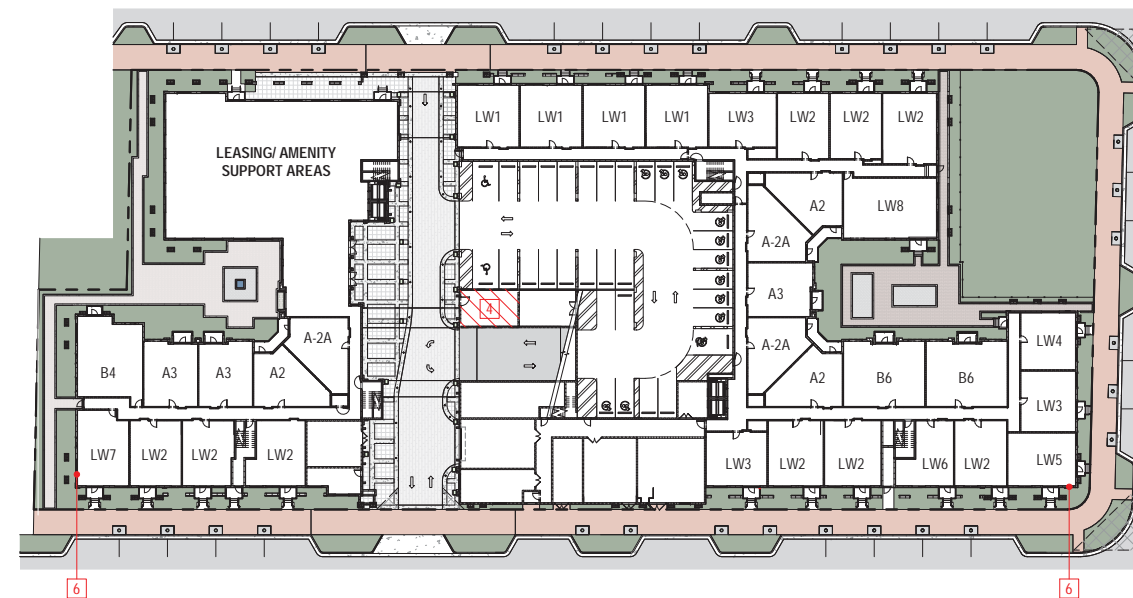 LW1 LW1 LW1 LW1 LW3 LW2 LW2 LW2
LEASING/ AMENITY
SUPPORT AREAS
A2 LW8
A-2A
A3
4
A-2A A-2A
LW4
B4 A3 A3 A2 A2 B6 B6
LW3
LW7 LW2 LW2 LW2 LW3 LW2 LW2 LW6 LW2 LW5
6 6